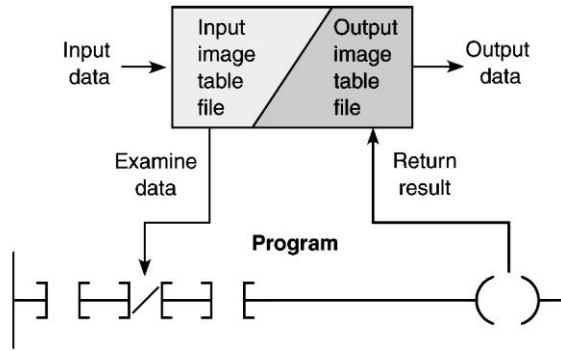 Input
data
Input
image
table
file
Output
image
table
file
Output
data
Examine
data
Return
result
Program